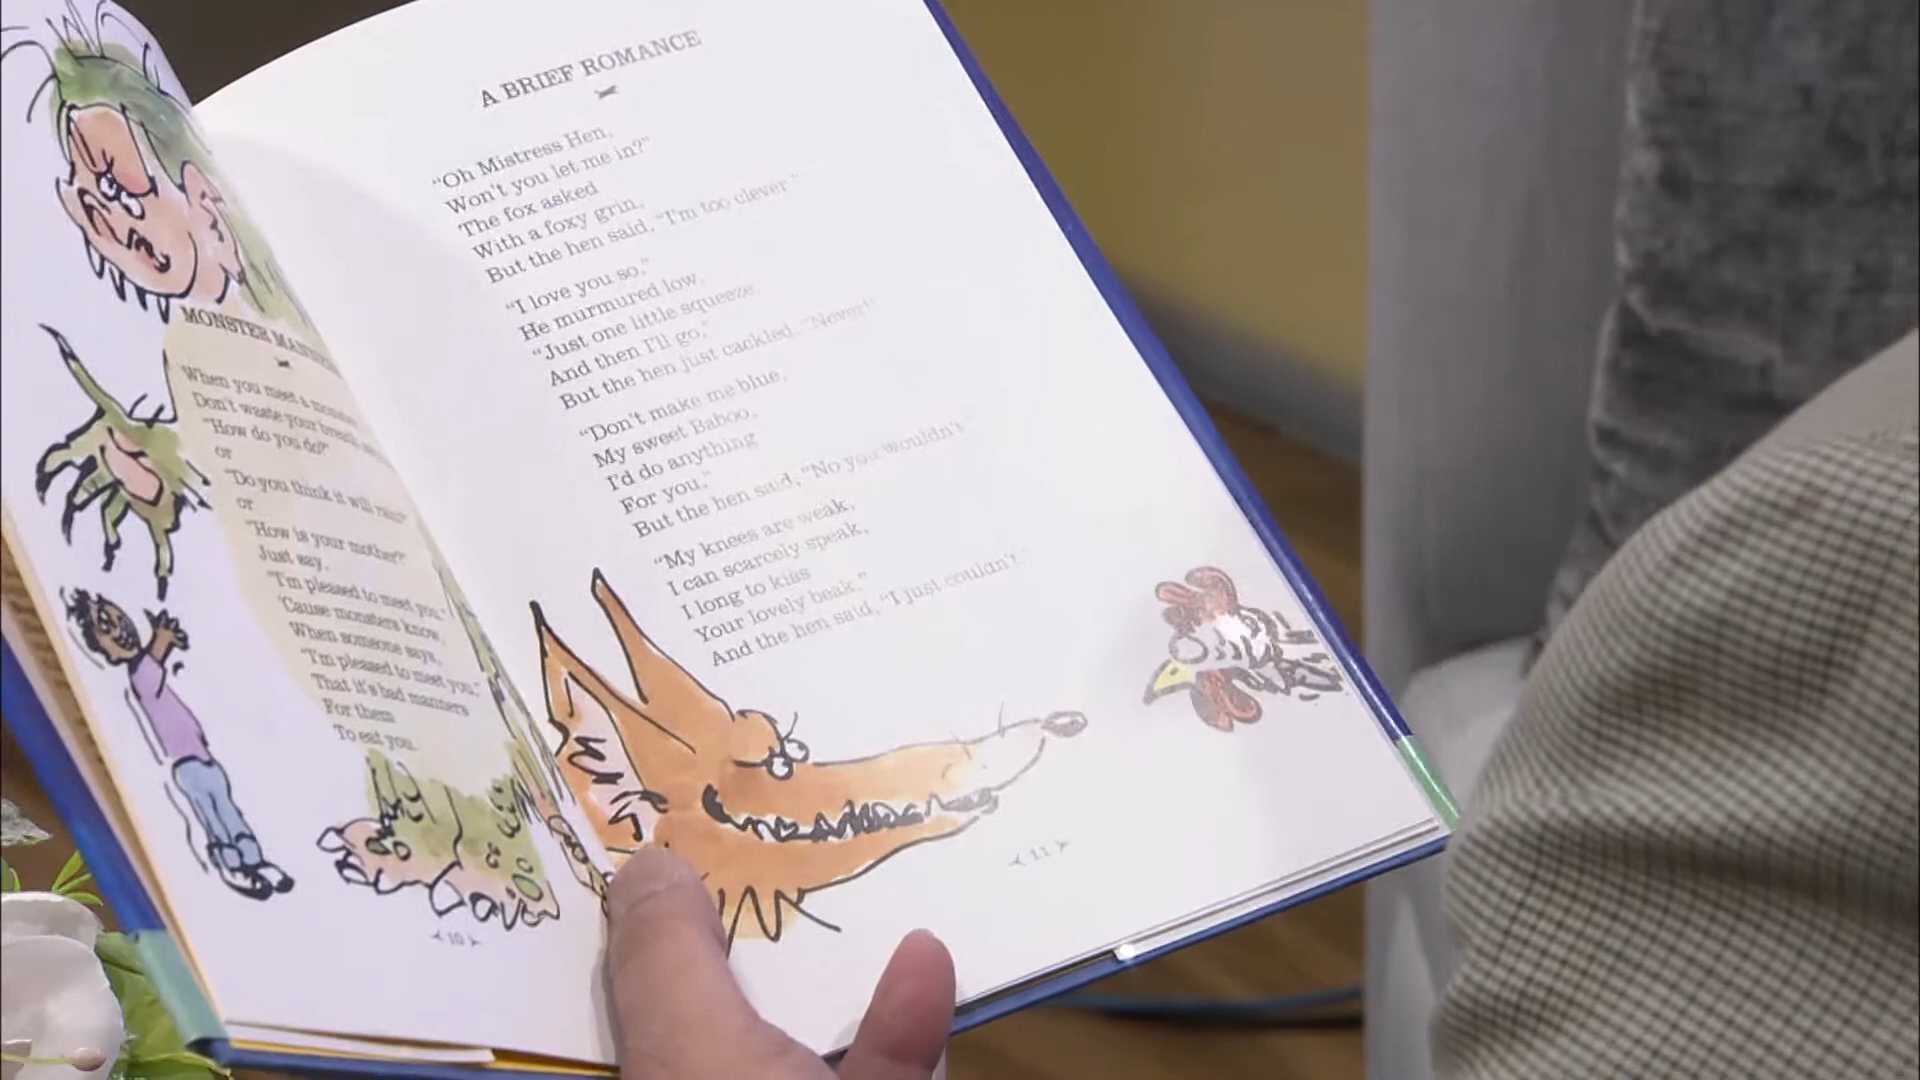 MONSTER MANNE
When you meet a monster
Don't waste your breath
"How do you do?"
or
"Do you think it will rain?"
or
"How is your mother?"
Just say,
"I'm pleased to meet you."
'Cause monsters know,
When someone says,
"I'm pleased to meet you,"
That it's bad manners
For them
To eat you.
10
A BRIEF ROMANCE
"Oh Mistress Hen,
Won't you let me in?"
The fox asked
With a foxy grin,
But the hen said, "I'm too clever."
"I love you so,"
He murmured low,
"Just one little squeeze,
And then I'll go,"
But the hen just cackled, "Never!"
"Don't make me blue,
My sweet Baboo,
I'd do anything
For you,"
But the hen said, "No you wouldn't."
"My knees are weak,
I can scarcely speak,
I long to kiss
Your lovely beak,"
And the hen said, "I just couldn't."
11